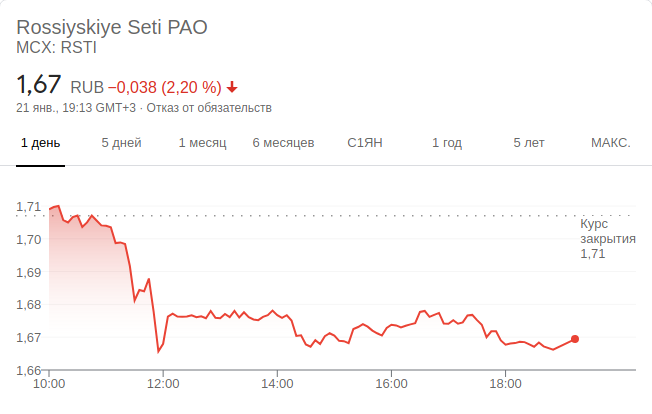 Rossiyskiye Seti PAO
MCX: RSTI
1,67 RUB −0,038 (2,20 %)
21 янв., 19:13 GMT+3 · Отказ от обязательств
1 день 5 дней 1 месяц 6 месяцев С1ЯН 1 год 5 лет МАКС.
1,71
Курс
закрытия
1,71
1,70
1,69
1,68
1,67
1,66
10:00 12:00 14:00 16:00 18:00